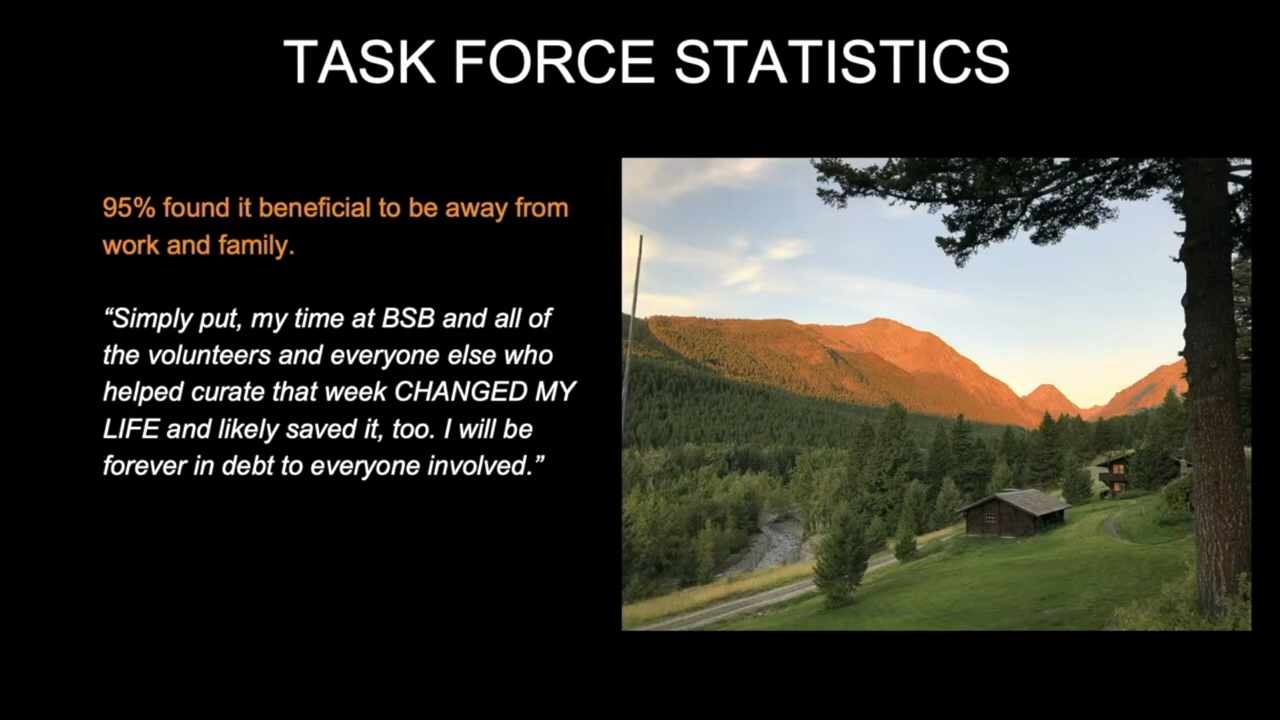 TASK FORCE STATISTICS
95% found it beneficial to be away from
work and family.
“Simply put, my time at BSB and all of
the volunteers and everyone else who
helped curate that week CHANGED MY
LIFE and likely saved it, too. I will be
forever in debt to everyone involved.”